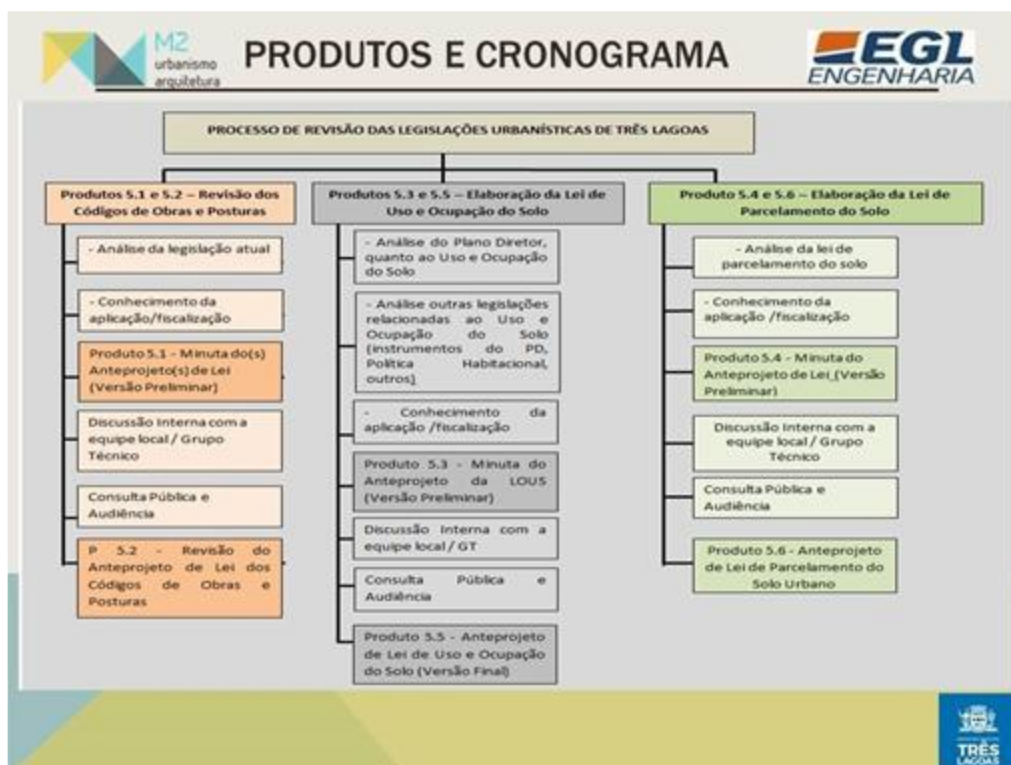 M2
urbanismo
arquitetura
PRODUTOS E CRONOGRAMA
EGL
ENGENHARIA
PROCESSO DE REVISÃO DAS LEGISLAÇÕES URBANÍSTICAS DE TRÊS LAGOAS
Produtos 5.1 e 5.2 – Revisão dos
Códigos de Obras e Posturas
- Análise da legislação atual
- Conhecimento da
aplicação/fiscalização
Produto 5.1 - Minuta do(s)
Anteprojeto(s) de Lei
(Versão Preliminar)
Discussão Interna com a
equipe local / Grupo
Técnico
Consulta Pública e
Audiência
P 5.2 - Revisão do
Anteprojeto de Lei dos
Códigos de Obras e
Posturas
Produtos 5.3 e 5.5 – Elaboração da Lei de
Uso e Ocupação do Solo
- Análise do Plano Diretor,
quanto ao Uso e Ocupação
do Solo
- Análise outras legislações
relacionadas ao Uso e
Ocupação do Solo
(instrumentos do PD,
Política Habitacional,
outros)
- Conhecimento da
aplicação /fiscalização
Produto 5.3 - Minuta do
Anteprojeto da LOUS
(Versão Preliminar)
Discussão Interna com a
equipe local / GT
Consulta Pública e
Audiência
Produto 5.5 - Anteprojeto
de Lei de Uso e Ocupação
do Solo (Versão Final)
Produto 5.4 e 5.6 – Elaboração da Lei de
Parcelamento do Solo
- Análise da lei de
parcelamento do solo
- Conhecimento da
aplicação /fiscalização
Produto 5.4 - Minuta do
Anteprojeto de Lei (Versão
Preliminar)
Discussão Interna com a
equipe local / Grupo
Técnico
Consulta Pública e
Audiência
Produto 5.6 - Anteprojeto
de Lei de Parcelamento do
Solo Urbano
TRÊS
LAGOAS